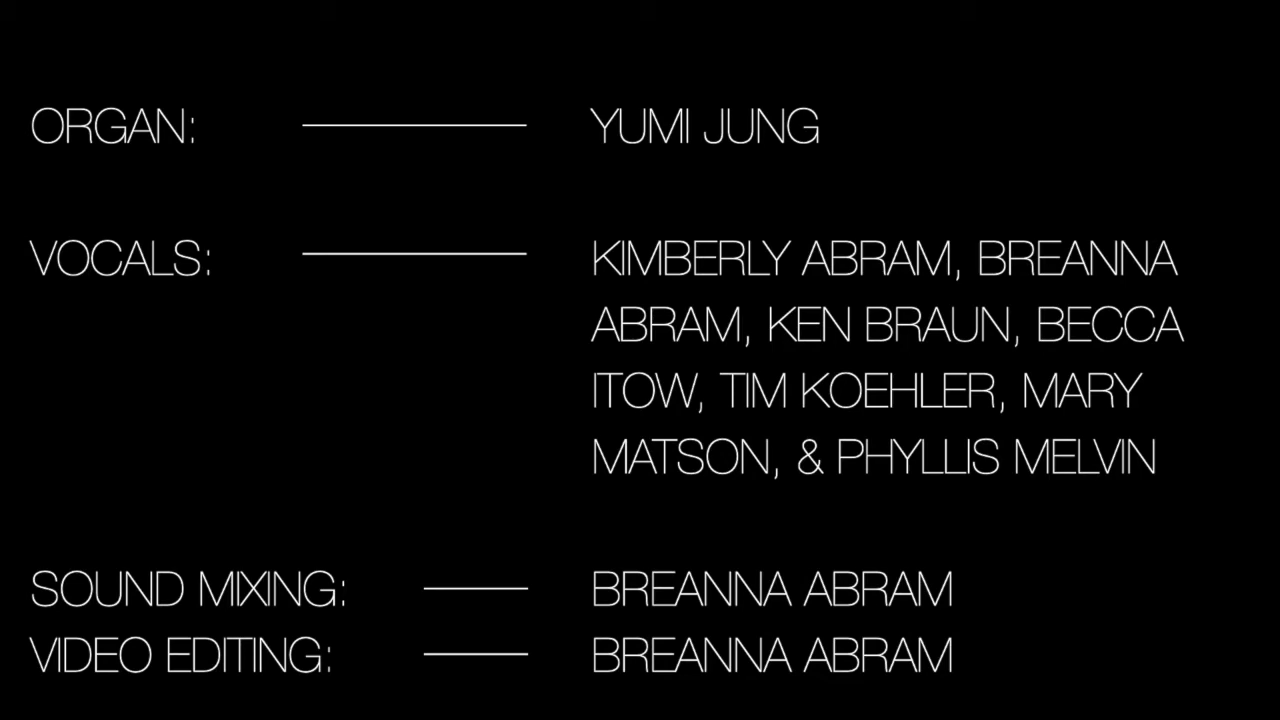 ORGAN: YUMI JUNG
VOCALS: KIMBERLY ABRAM, BREANNA
ABRAM, KEN BRAUN, BECCA
ITOW, TIM KOEHLER, MARY
MATSON, & PHYLLIS MELVIN
SOUND MIXING: BREANNA ABRAM
VIDEO EDITING: BREANNA ABRAM